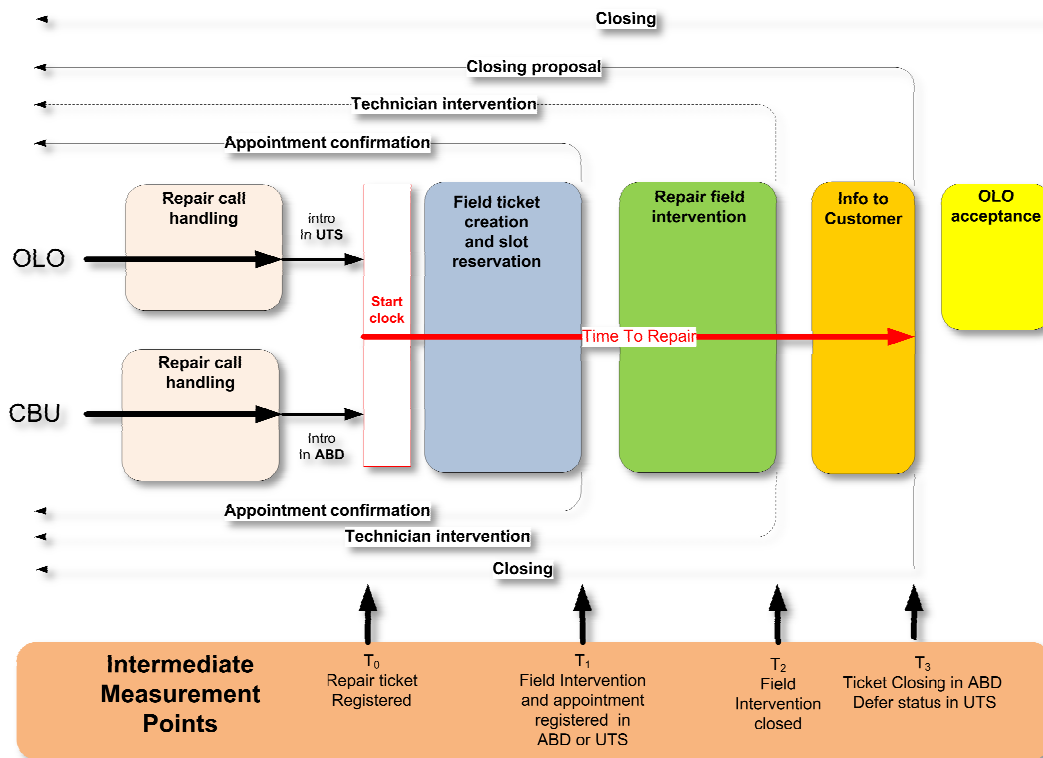 Closing
Closing proposal
Technician intervention
Appointment confirmation
Repair call
handling
Intro
In UTS
OLO
Start
clock
Field ticket
creation
and slot
reservation
Repair field
intervention
Info to
Customer
OLO
acceptance
Time To Repair
Repair call
handling
CBU
Intro
In ABD
Appointment confirmation
Technician intervention
Closing
Intermediate
Measurement
Points
T0
Repair ticket
Registered
T1
Field Intervention
and appointment
registered in
ABD or UTS
T2
Field
Intervention
closed
T3
Ticket Closing in ABD
Defer status in UTS